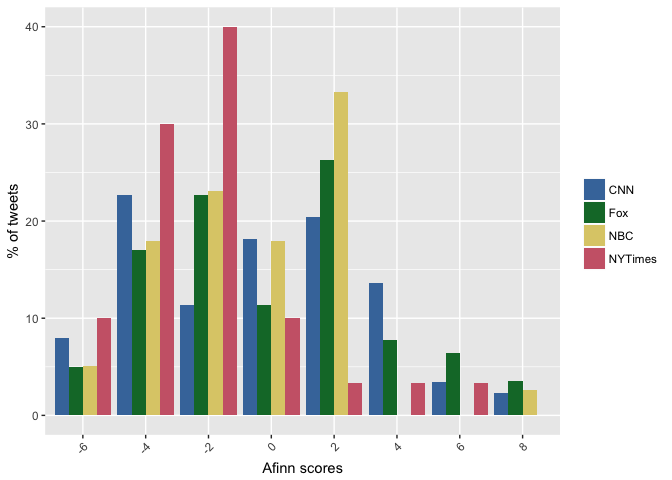 40
30
20
10
0
% of tweets
-6 -4 -2 0 2 4 6 8
Afinn scores
CNN
Fox
NBC
NYTimes